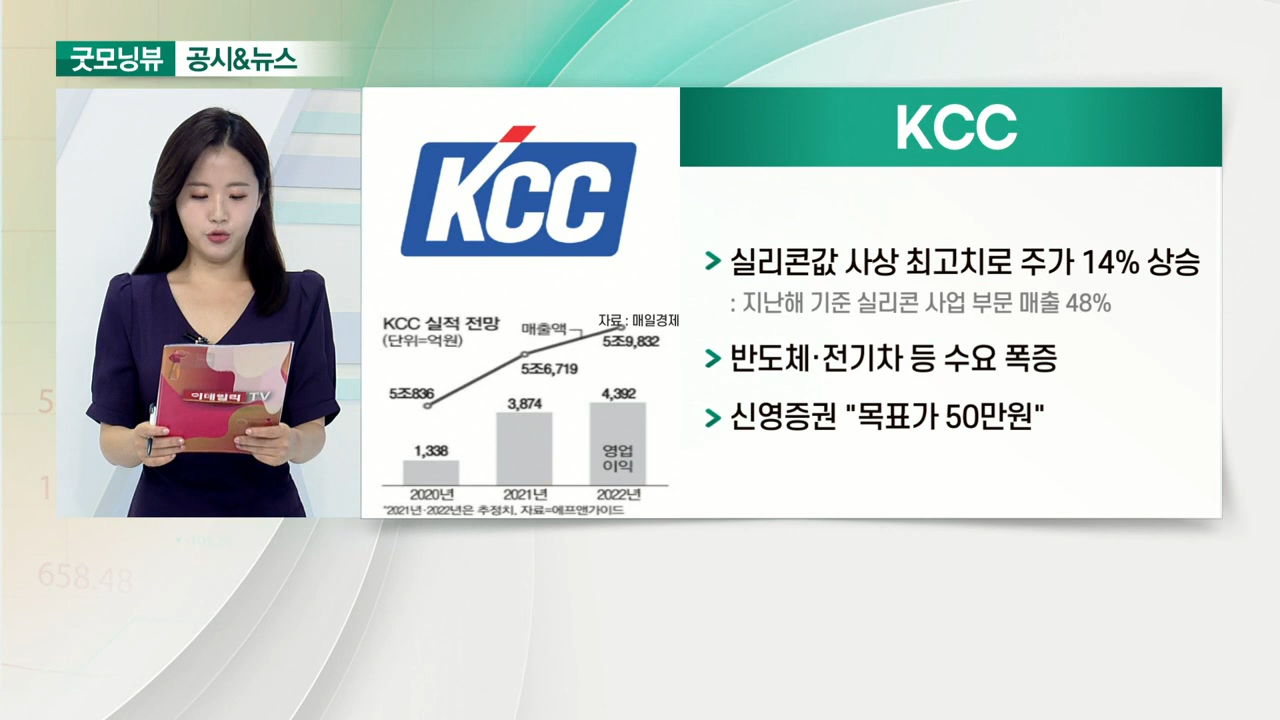 굿모닝뷰 공시&뉴스
KCC
KCC
실리콘값 사상 최고치로 주가 14% 상승
: 지난해 기준 실리콘 사업 부문 매출 48%
반도체·전기차 등 수요 폭증
신영증권 "목표가 50만원"
자료 : 매일경제
KCC 실적 전망
(단위=억원)
매출액
5조9,832
5조6,719
5조836
4,392
3,874
1,338
영업
이익
2020년 2021년 2022년
*2021년·2022년은 추정치, 자료=에프앤가이드
이데일리 TV
658.48